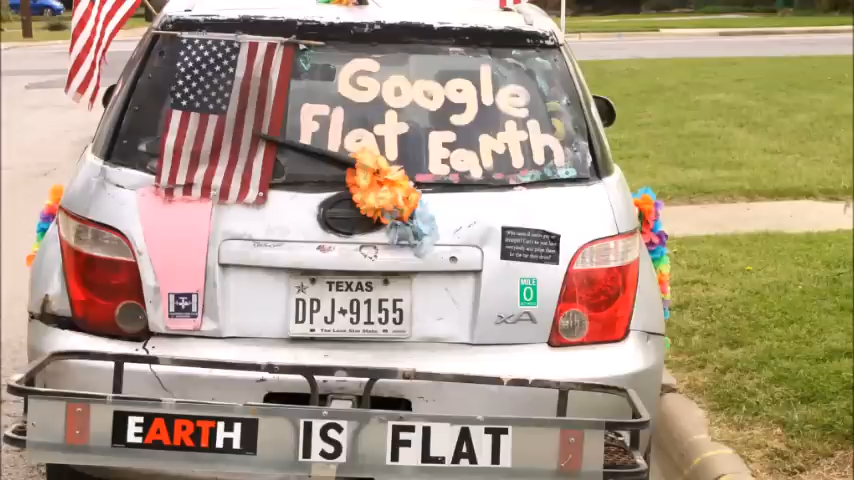 Google
Flat Earth
MILE
0
TEXAS
DPJ 9155
The Lone Star State
xA
EARTH IS FLAT